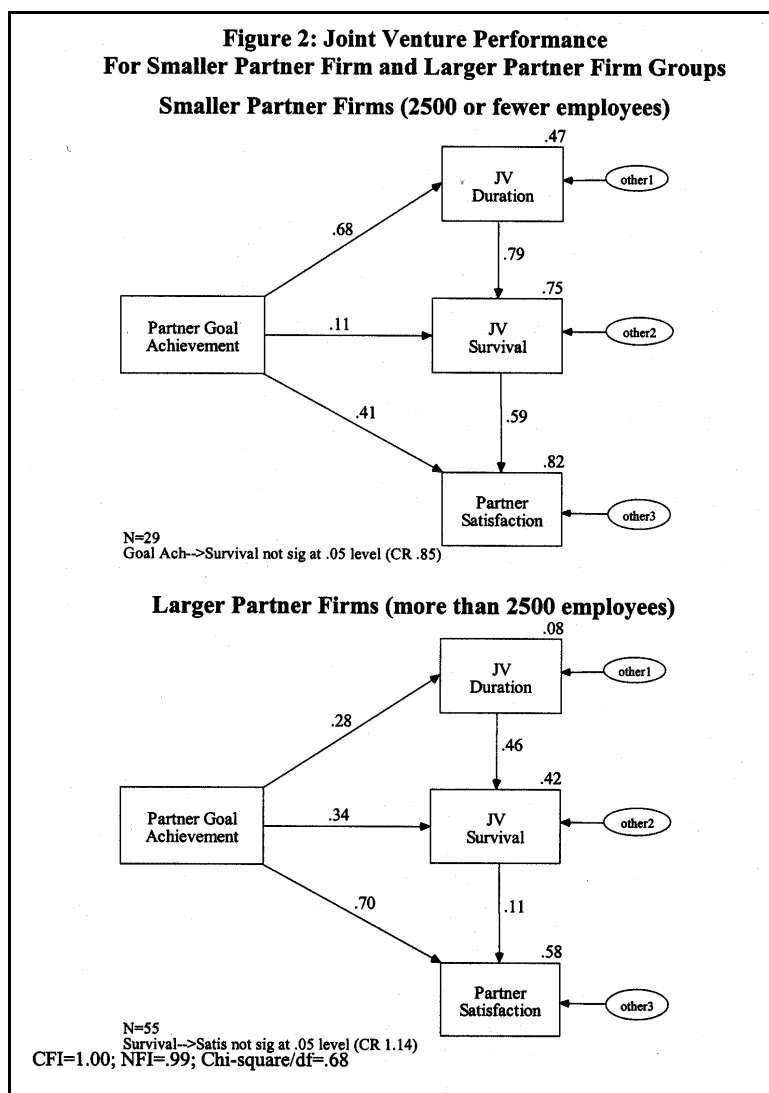 Figure 2: Joint Venture Performance
For Smaller Partner Firm and Larger Partner Firm Groups
Smaller Partner Firms (2500 or fewer employees)
.47
JV
Duration
other1
.68
.79
.75
Partner Goal
Achievement
.11
JV
Survival
other2
.41
.59
.82
Partner
Satisfaction
other3
N=29
Goal Ach-->Survival not sig at .05 level (CR .85)
Larger Partner Firms (more than 2500 employees)
.08
JV
Duration
other1
.28
.46
.42
Partner Goal
Achievement
.34
JV
Survival
other2
.70
.11
.58
Partner
Satisfaction
other3
N=55
Survival-->Satis not sig at .05 level (CR 1.14)
CFI=1.00; NFI=.99; Chi-square/df=.68